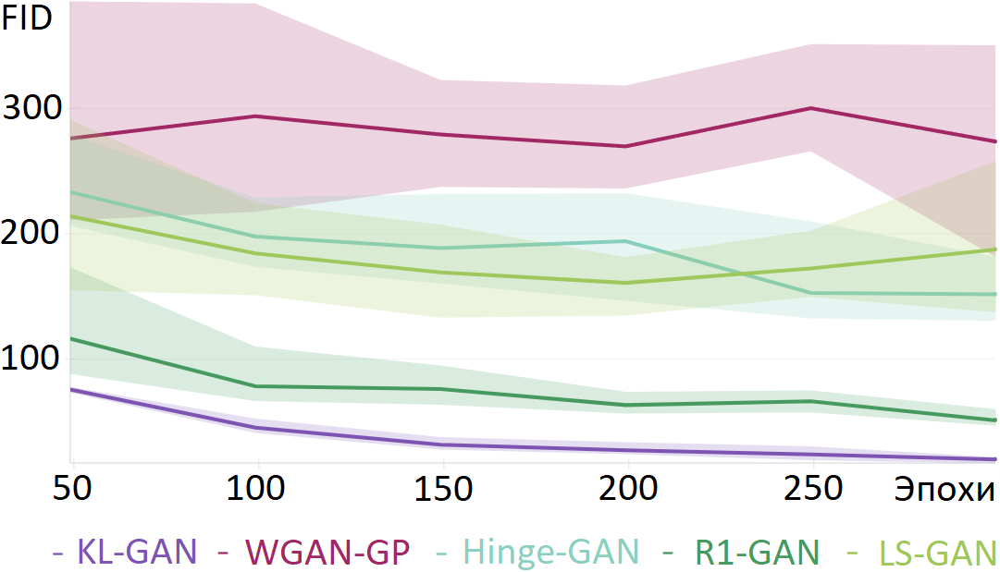 FID
300
200
100
50 100 150 200 250 Эпохи
- KL-GAN - WGAN-GP - Hinge-GAN - R1-GAN - LS-GAN